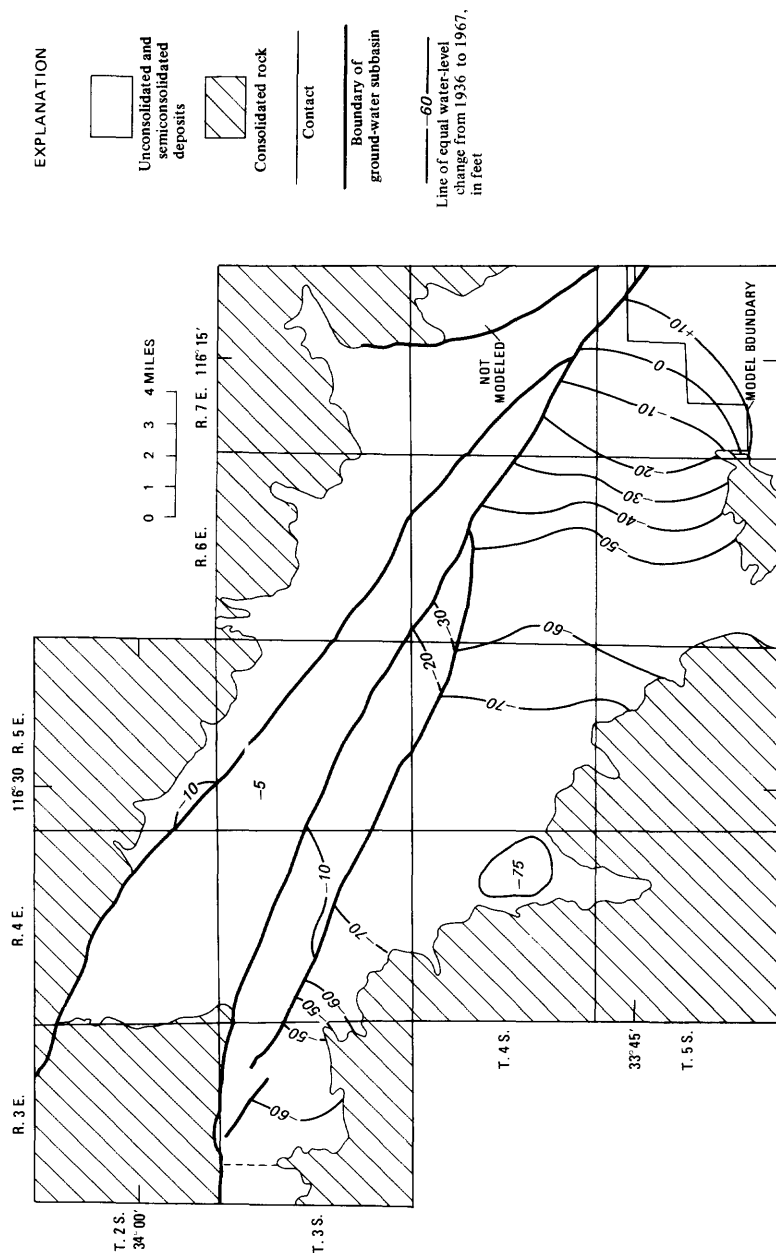 EXPLANATION
Unconsolidated and
semiconsolidated
deposits
Consolidated rock
Contact
Boundary of
ground-water subbasin
-60
Line of equal water-level
change from 1936 to 1967,
in feet
R. 3 E.
R. 4 E.
116°30
R. 5 E.
R. 6 E.
R. 7 E.
116°15'
0 1 2 3 4 MILES
T. 2 S.
34°00'
T. 3 S.
T. 4 S.
33°45'
T. 5 S.
-10
-5
-10
-60
-50
-50
-60
-70
-75
-20
-30
-70
-60
-50
-40
-30
-20
-10
0
+10
NOT
MODELED
MODEL BOUNDARY